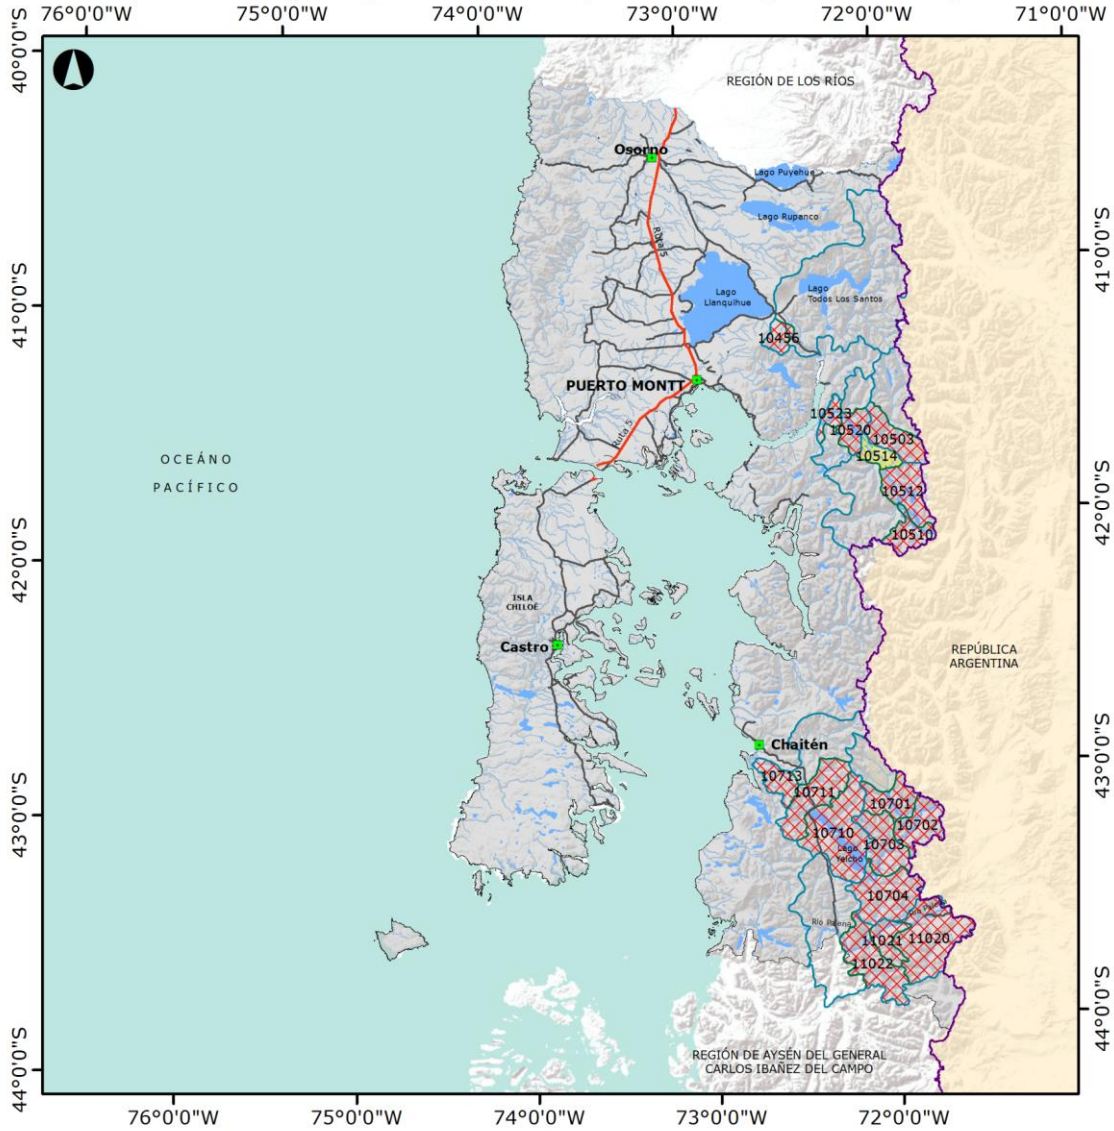 76°0'0"W 75°0'0"W 74°0'0"W 73°0'0"W 72°0'0"W 71°0'0"W
40°0'0"S
REGIÓN DE LOS RÍOS
Osorno
Lago Puyehue
Lago Rupanco
Ruta 5
41°0'0"S
Lago
Llanquihue
Lago
Todos Los Santos
41°0'0"S
10456
PUERTO MONTT
10523
10520
10503
Ruta 5
10514
OCEÁNO
PACÍFICO
10512
42°0'0"S
10510
42°0'0"S
ISLA
CHILOÉ
Castro
REPÚBLICA
ARGENTINA
Chaitén
43°0'0"S
10713
10711
10701
43°0'0"S
10702
10710
10703
Lago
Yelcho
10704
Río Palena
Río Palena
11021
11020
11022
44°0'0"S
REGIÓN DE AYSÉN DEL GENERAL
CARLOS IBAÑEZ DEL CAMPO
44°0'0"S
76°0'0"W 75°0'0"W 74°0'0"W 73°0'0"W 72°0'0"W